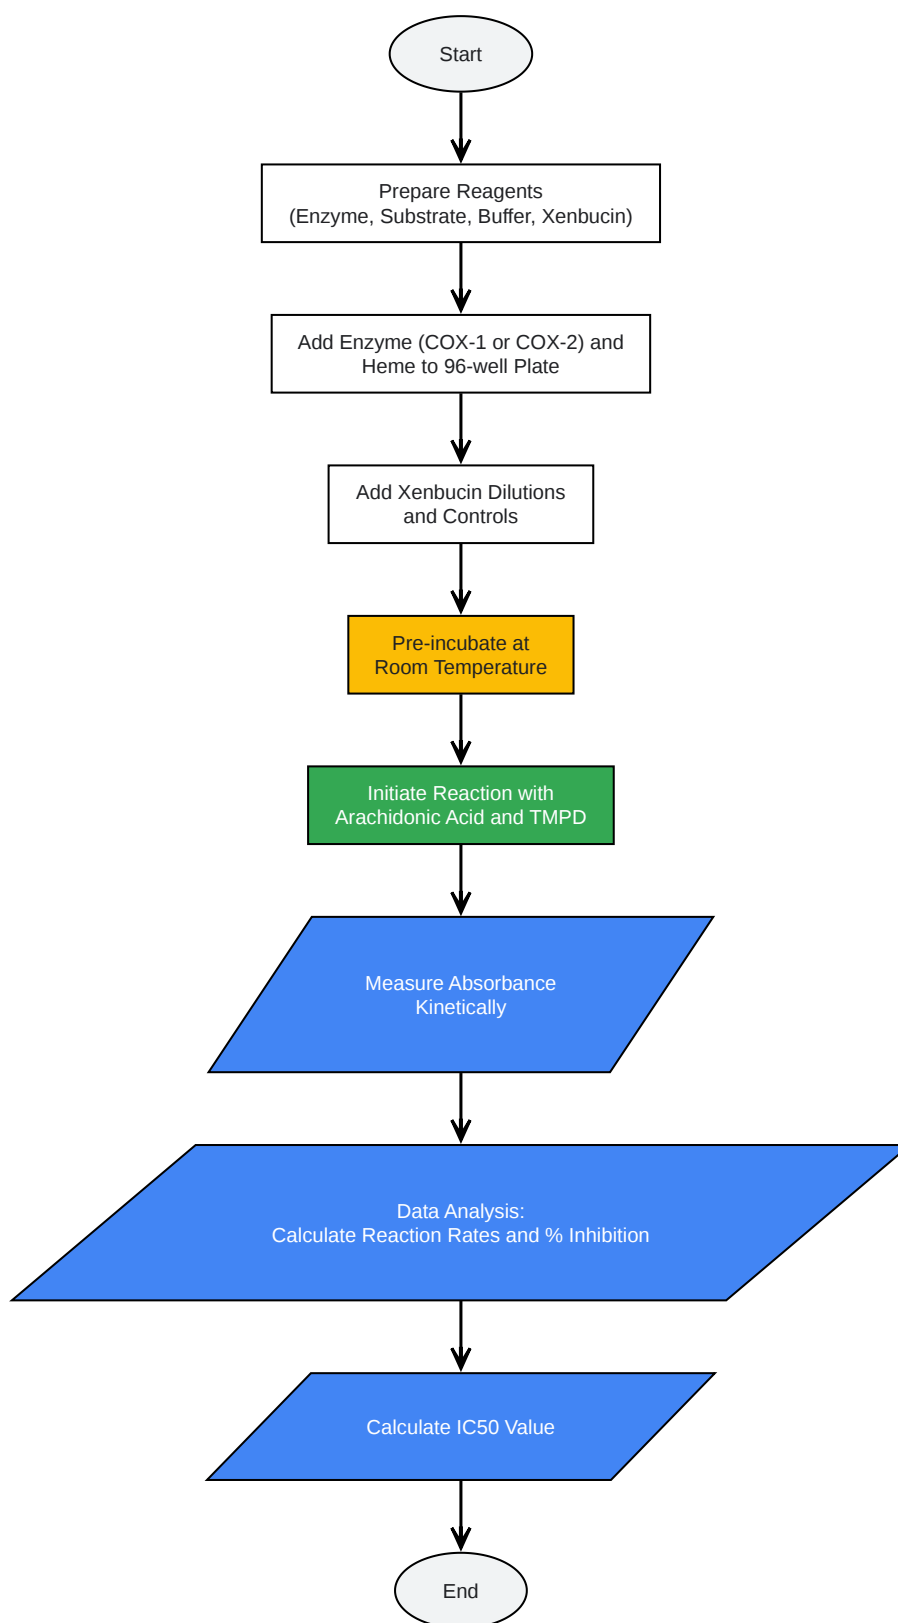 Start
Prepare Reagents
(Enzyme, Substrate, Buffer, Xenbucin)
Add Enzyme (COX-1 or COX-2) and
Heme to 96-well Plate
Add Xenbucin Dilutions
and Controls
Pre-incubate at
Room Temperature
Initiate Reaction with
Arachidonic Acid and TMPD
Measure Absorbance
Kinetically
Data Analysis:
Calculate Reaction Rates and % Inhibition
Calculate IC50 Value
End